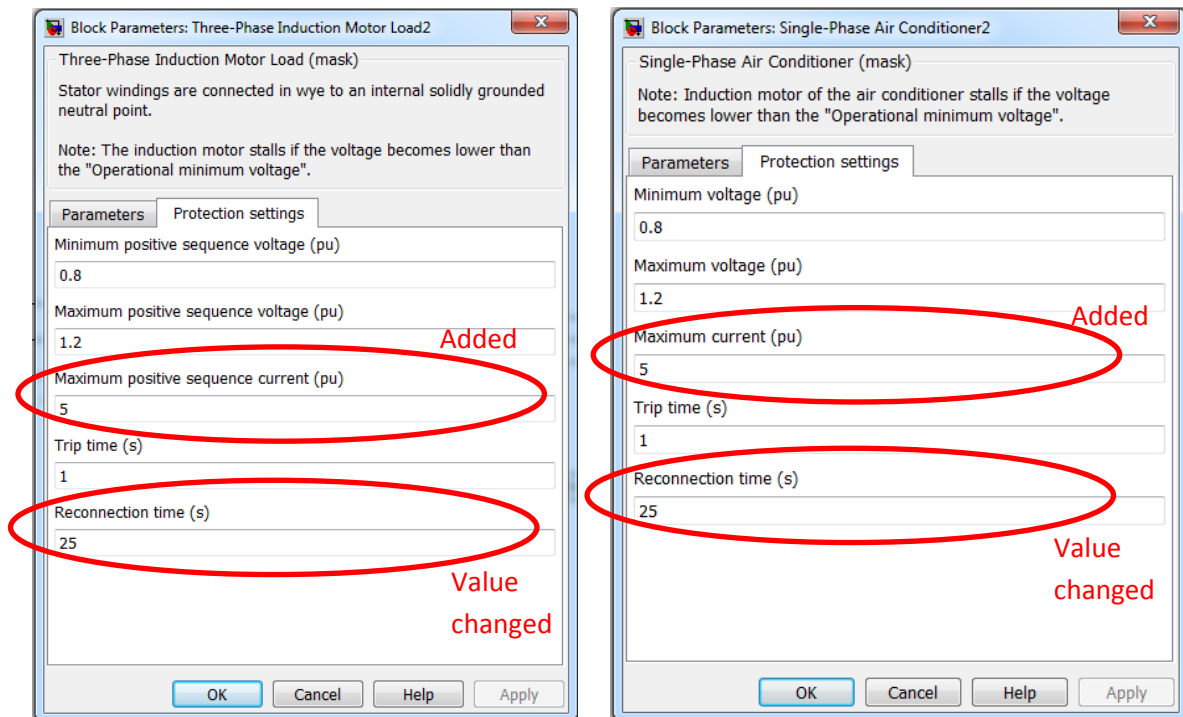 Block Parameters: Three-Phase Induction Motor Load2
Three-Phase Induction Motor Load (mask)
Stator windings are connected in wye to an internal solidly grounded
neutral point.
Note: The induction motor stalls if the voltage becomes lower than
the "Operational minimum voltage".
Parameters
Protection settings
Minimum positive sequence voltage (pu)
0.8
Maximum positive sequence voltage (pu)
1.2
Added
Maximum positive sequence current (pu)
5
Trip time (s)
1
Reconnection time (s)
25
Value
changed
OK
Cancel
Help
Apply
Block Parameters: Single-Phase Air Conditioner2
Single-Phase Air Conditioner (mask)
Note: Induction motor of the air conditioner stalls if the voltage
becomes lower than the "Operational minimum voltage".
Parameters
Protection settings
Minimum voltage (pu)
0.8
Maximum voltage (pu)
1.2
Added
Maximum current (pu)
5
Trip time (s)
1
Reconnection time (s)
25
Value
changed
OK
Cancel
Help
Apply